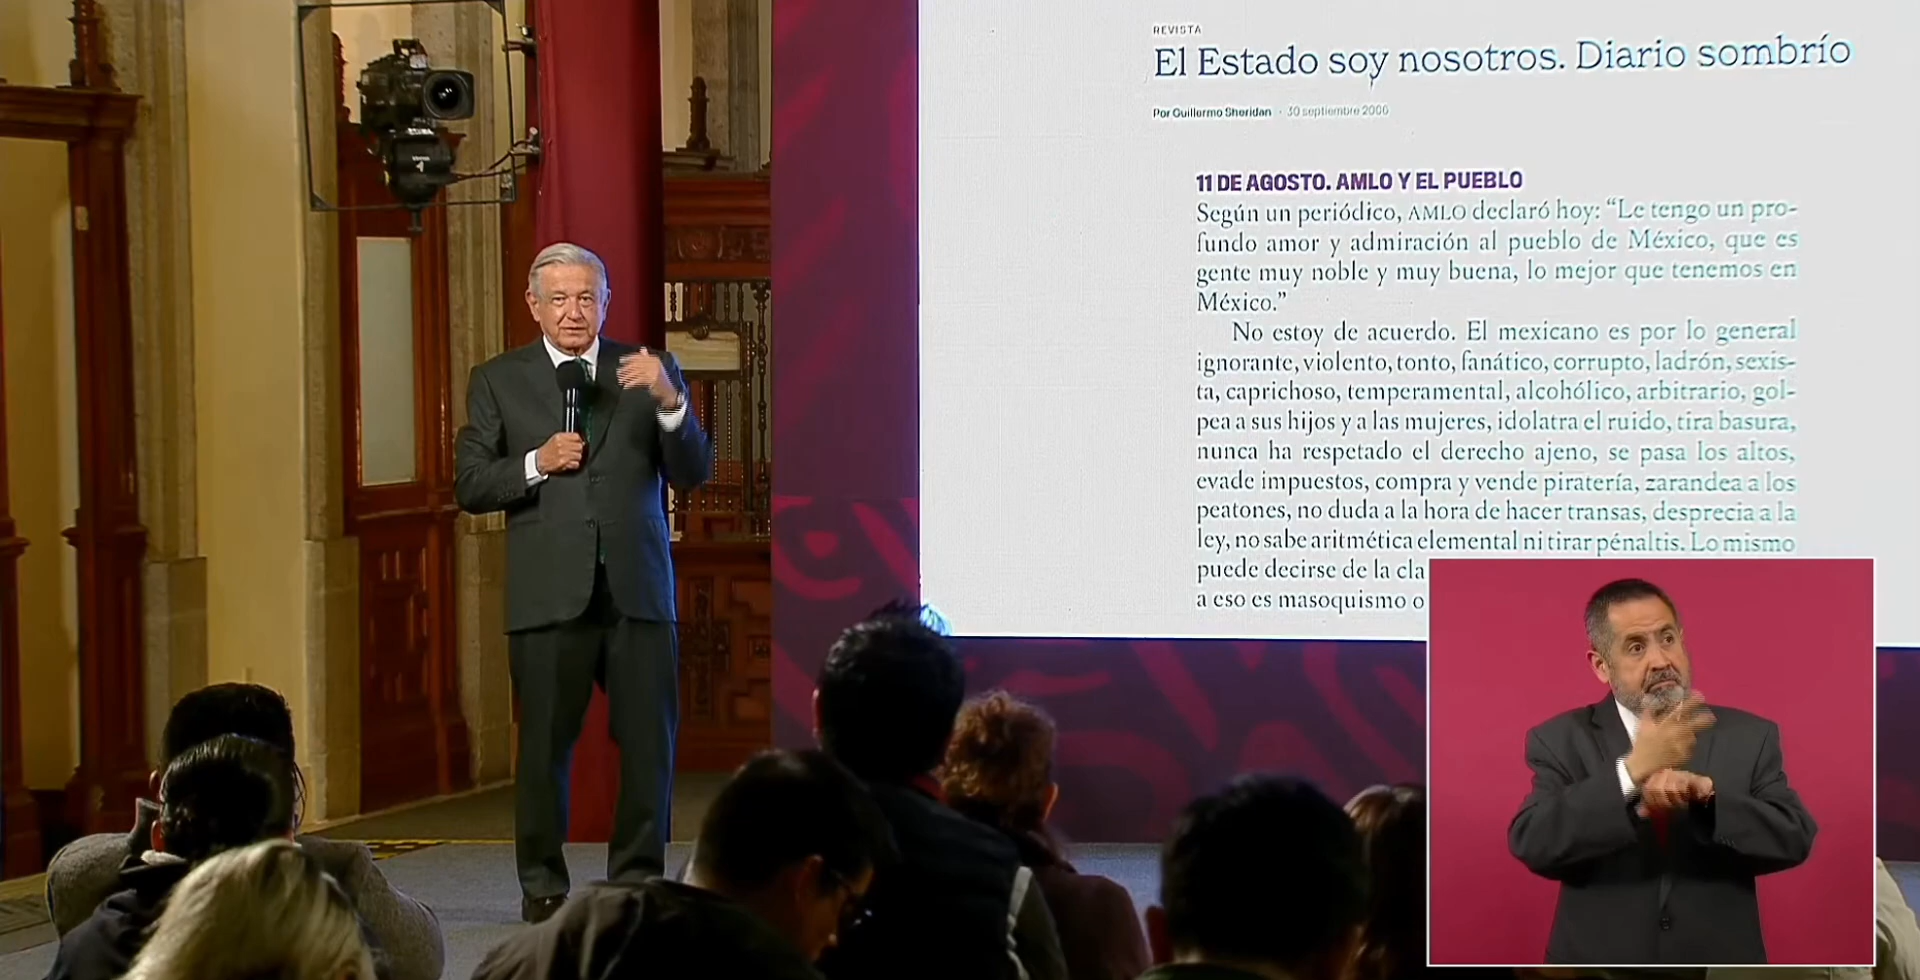 REVISTA
El Estado soy nosotros. Diario sombrío
Por Guillermo Sheridan · 30 septiembre 2006
11 DE AGOSTO. AMLO Y EL PUEBLO
Según un periódico, AMLO declaró hoy: “Le tengo un pro-
fundo amor y admiración al pueblo de México, que es
gente muy noble y muy buena, lo mejor que tenemos en
México.”
No estoy de acuerdo. El mexicano es por lo general
ignorante, violento, tonto, fanático, corrupto, ladrón, sexis-
ta, caprichoso, temperamental, alcohólico, arbitrario, gol-
pea a sus hijos y a las mujeres, idolatra el ruido, tira basura,
nunca ha respetado el derecho ajeno, se pasa los altos,
evade impuestos, compra y vende piratería, zarandea a los
peatones, no duda a la hora de hacer transas, desprecia a la
ley, no sabe aritmética elemental ni tirar pénaltis. Lo mismo
puede decirse de la cla
a eso es masoquismo o